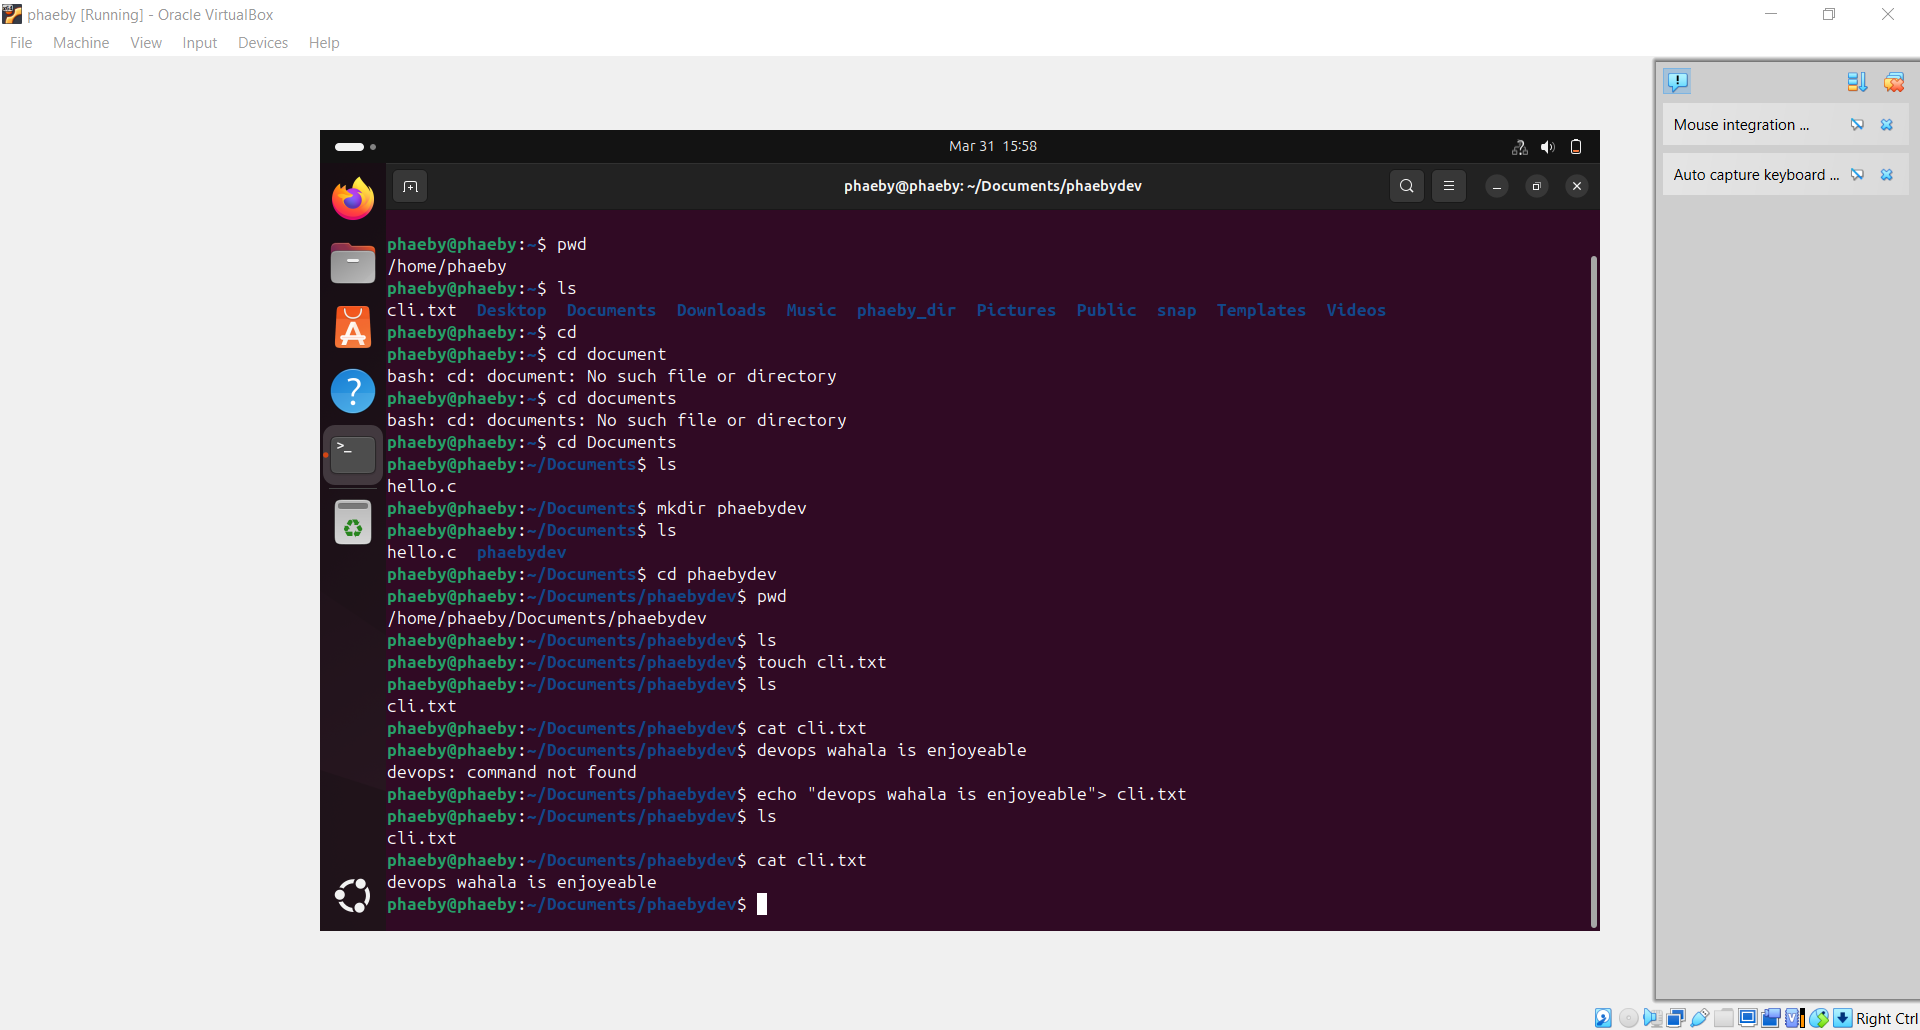 phaeby [Running] - Oracle VirtualBox
File Machine View Input Devices Help
Mouse integration ...
Auto capture keyboard ...
Mar 31 15:58
phaeby@phaeby: ~/Documents/phaebydev
phaeby@phaeby:~$ pwd
/home/phaeby
phaeby@phaeby:~$ ls
cli.txt Desktop Documents Downloads Music phaeby_dir Pictures Public snap Templates Videos
phaeby@phaeby:~$ cd
phaeby@phaeby:~$ cd document
bash: cd: document: No such file or directory
phaeby@phaeby:~$ cd documents
bash: cd: documents: No such file or directory
phaeby@phaeby:~$ cd Documents
phaeby@phaeby:~/Documents$ ls
hello.c
phaeby@phaeby:~/Documents$ mkdir phaebydev
phaeby@phaeby:~/Documents$ ls
hello.c phaebydev
phaeby@phaeby:~/Documents$ cd phaebydev
phaeby@phaeby:~/Documents/phaebydev$ pwd
/home/phaeby/Documents/phaebydev
phaeby@phaeby:~/Documents/phaebydev$ ls
phaeby@phaeby:~/Documents/phaebydev$ touch cli.txt
phaeby@phaeby:~/Documents/phaebydev$ ls
cli.txt
phaeby@phaeby:~/Documents/phaebydev$ cat cli.txt
phaeby@phaeby:~/Documents/phaebydev$ devops wahala is enjoyeable
devops: command not found
phaeby@phaeby:~/Documents/phaebydev$ echo "devops wahala is enjoyeable"> cli.txt
phaeby@phaeby:~/Documents/phaebydev$ ls
cli.txt
phaeby@phaeby:~/Documents/phaebydev$ cat cli.txt
devops wahala is enjoyeable
phaeby@phaeby:~/Documents/phaebydev$
Right Ctrl